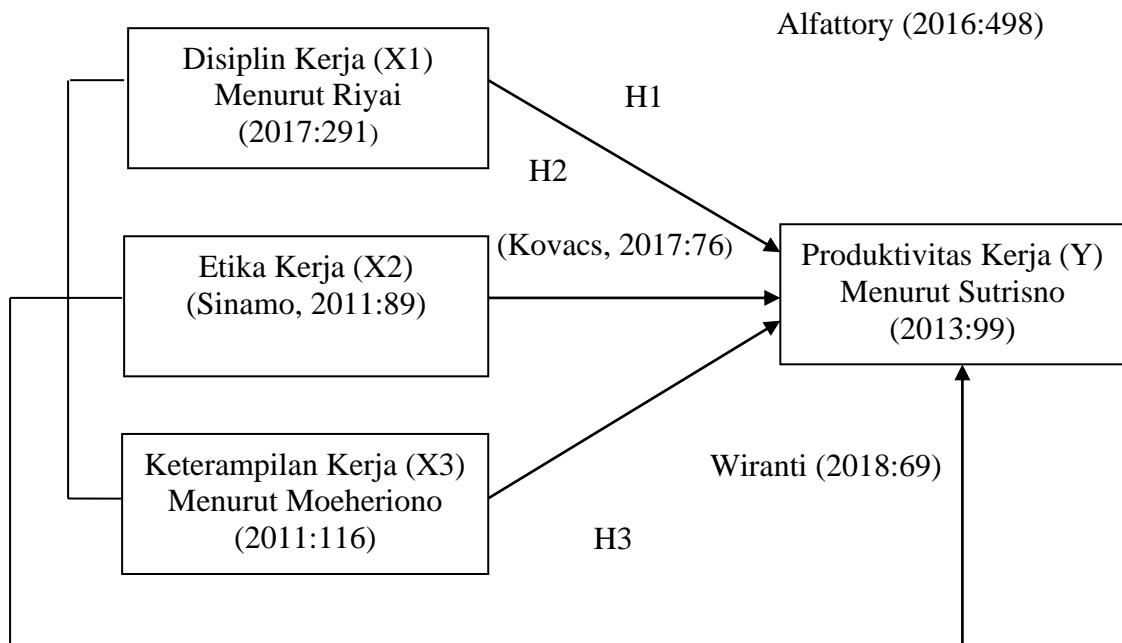 Alfattory (2016:498)
Disiplin Kerja (X1)
Menurut Riyai
(2017:291)
H1
H2
(Kovacs, 2017:76)
Etika Kerja (X2)
(Sinamo, 2011:89)
Produktivitas Kerja (Y)
Menurut Sutrisno
(2013:99)
Keterampilan Kerja (X3)
Menurut Moeheriono
(2011:116)
Wiranti (2018:69)
H3